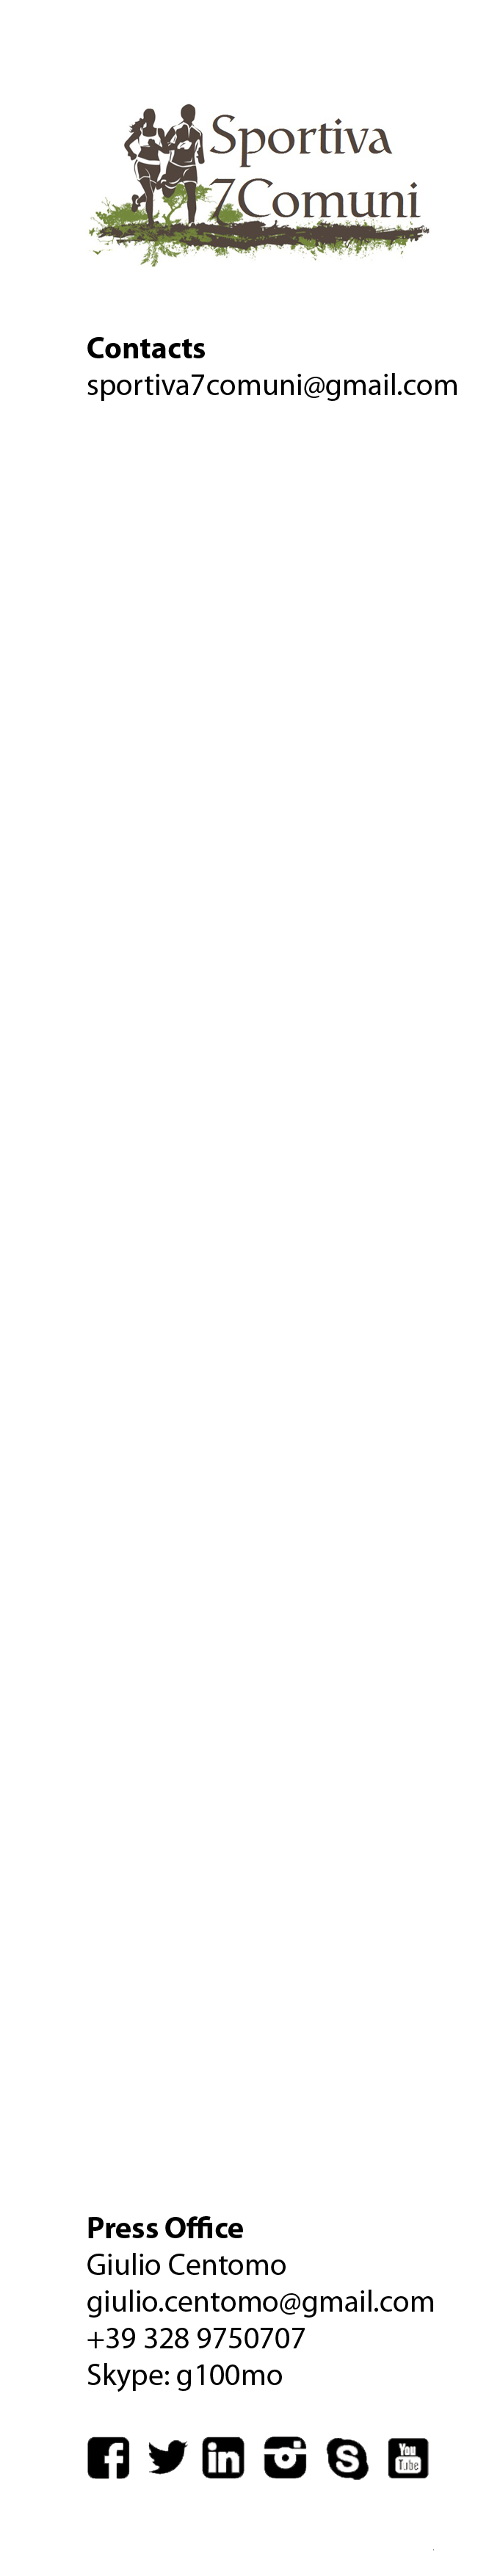 Sportiva
7Comuni
Contacts
sportiva7comuni@gmail.com
Press Office
Giulio Centomo
giulio.centomo@gmail.com
+39 328 9750707
Skype: g100mo
You
Tube